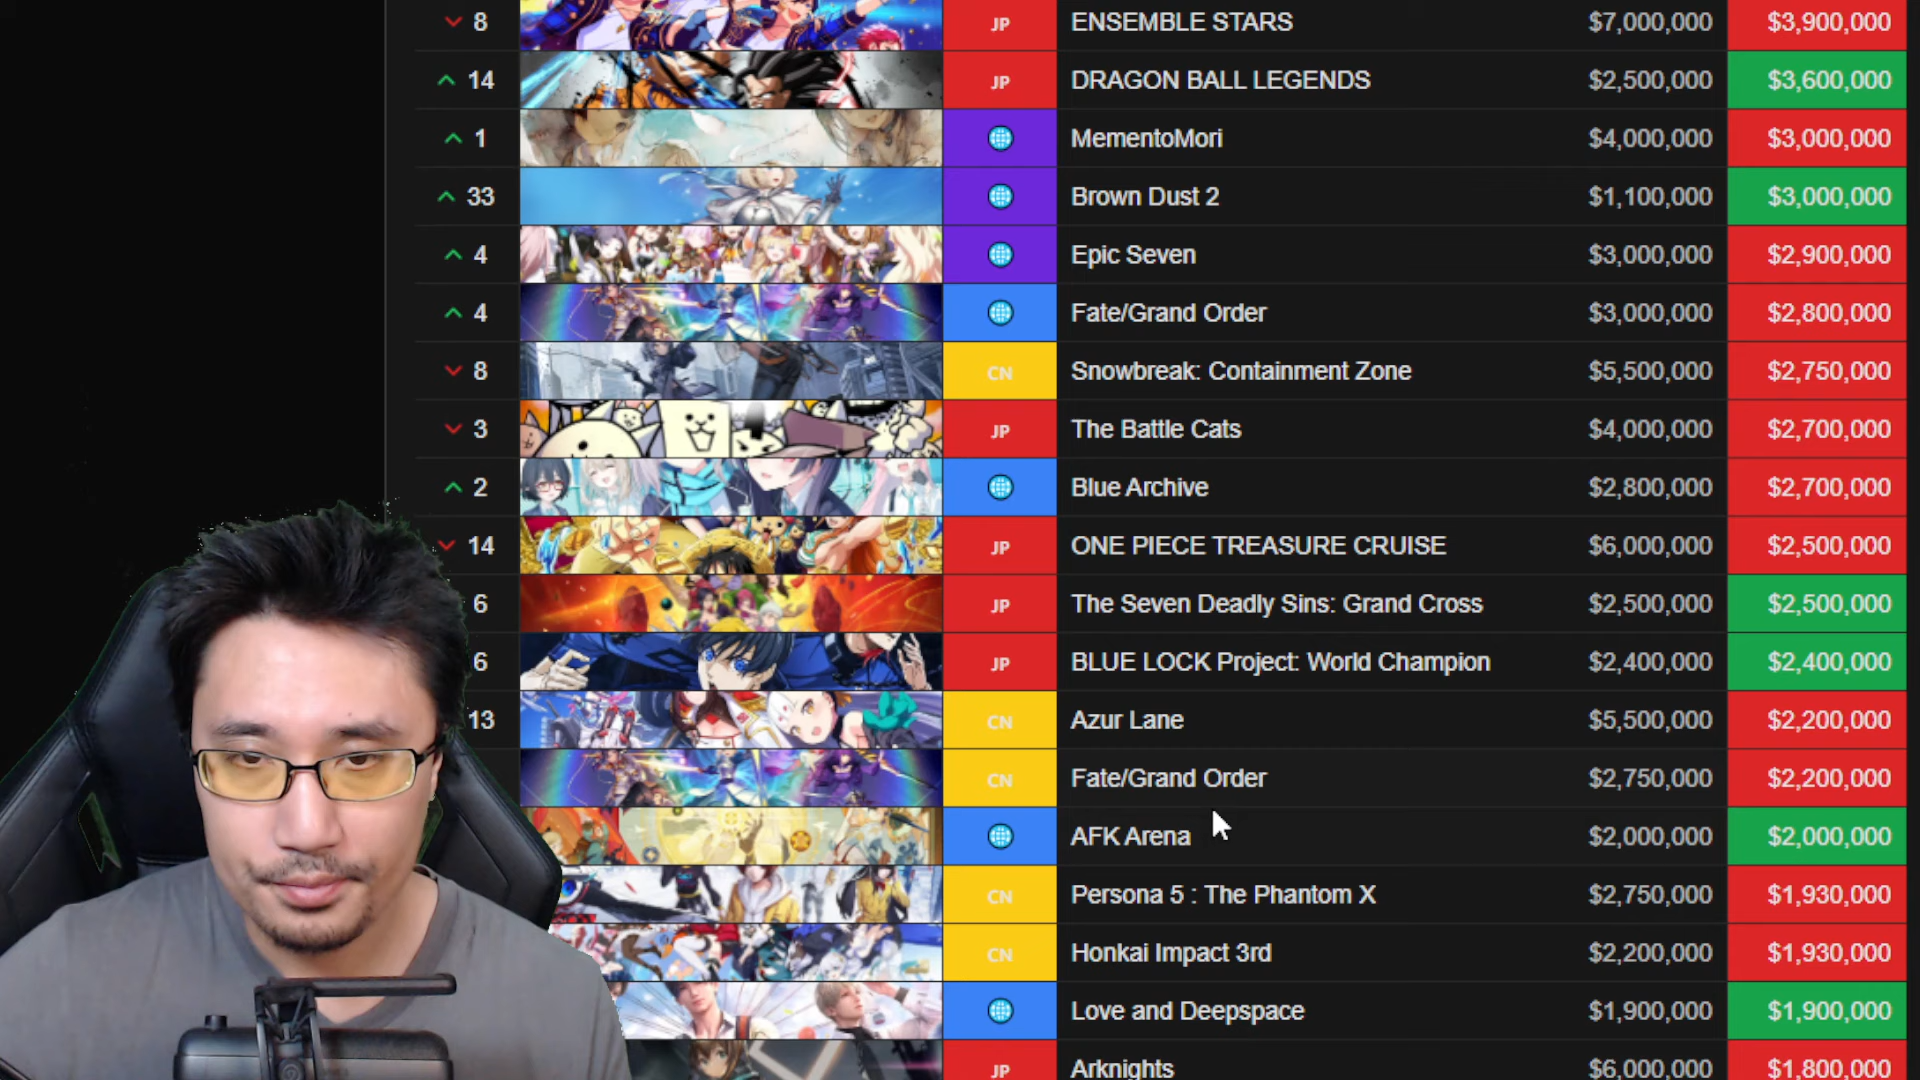 8 JP ENSEMBLE STARS $7,000,000 $3,900,000
14 JP DRAGON BALL LEGENDS $2,500,000 $3,600,000
1 MementoMori $4,000,000 $3,000,000
33 Brown Dust 2 $1,100,000 $3,000,000
4 Epic Seven $3,000,000 $2,900,000
4 Fate/Grand Order $3,000,000 $2,800,000
8 CN Snowbreak: Containment Zone $5,500,000 $2,750,000
3 JP The Battle Cats $4,000,000 $2,700,000
2 Blue Archive $2,800,000 $2,700,000
14 JP ONE PIECE TREASURE CRUISE $6,000,000 $2,500,000
6 JP The Seven Deadly Sins: Grand Cross $2,500,000 $2,500,000
6 JP BLUE LOCK Project: World Champion $2,400,000 $2,400,000
13 CN Azur Lane $5,500,000 $2,200,000
CN Fate/Grand Order $2,750,000 $2,200,000
AFK Arena $2,000,000 $2,000,000
CN Persona 5 : The Phantom X $2,750,000 $1,930,000
CN Honkai Impact 3rd $2,200,000 $1,930,000
Love and Deepspace $1,900,000 $1,900,000
JP Arknights $6,000,000 $1,800,000